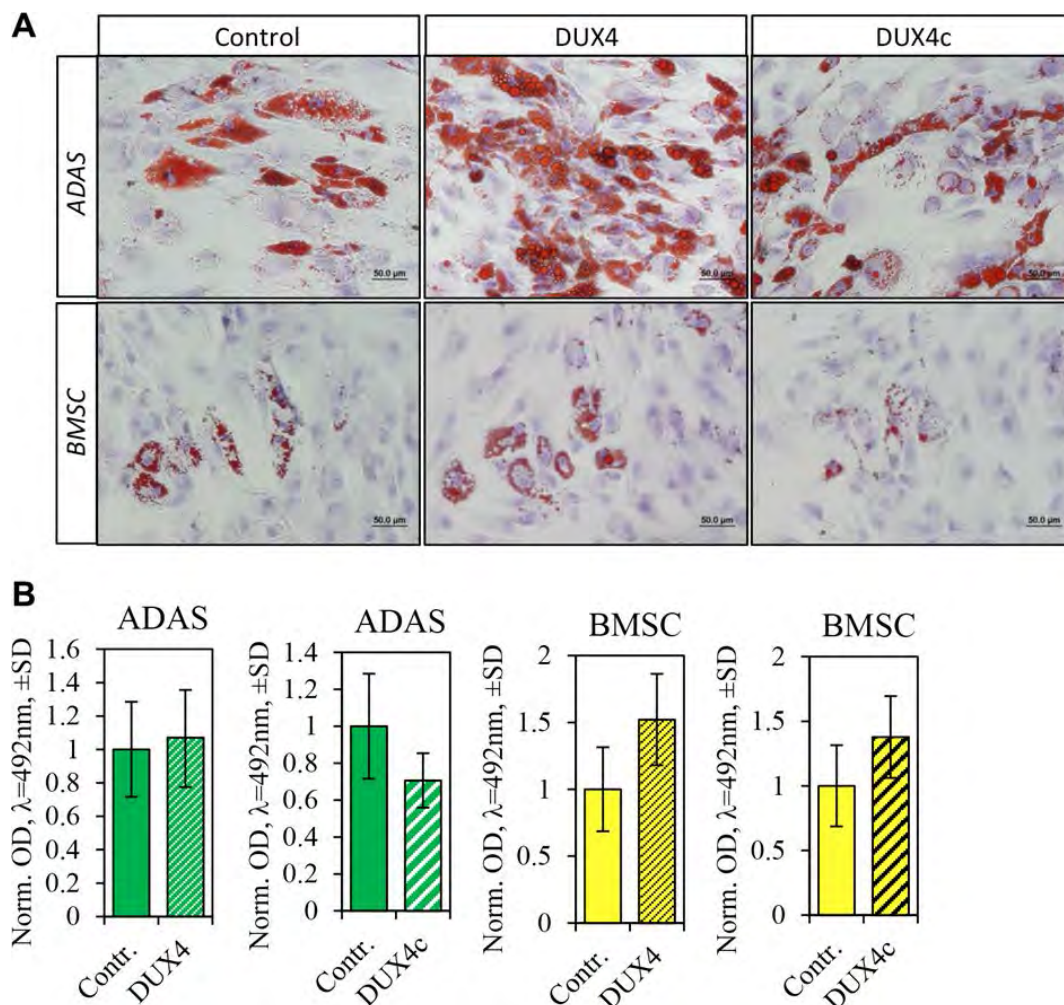 A
Control DUX4 DUX4c
ADAS
50.0 µm 50.0 µm 50.0 µm
BMSC
50.0 µm 50.0 µm 50.0 µm
B
ADAS
Norm. OD, λ=492nm, ±SD
1.6
1.4
1.2
1
0.8
0.6
0.4
0.2
0
Contr. DUX4
ADAS
Norm. OD, λ=492nm, ±SD
1.4
1.2
1
0.8
0.6
0.4
0.2
0
Contr. DUX4c
BMSC
Norm. OD, λ=492nm, ±SD
2
1.5
1
0.5
0
Contr. DUX4
BMSC
Norm. OD, λ=492nm, ±SD
2
1.5
1
0.5
0
Contr. DUX4c